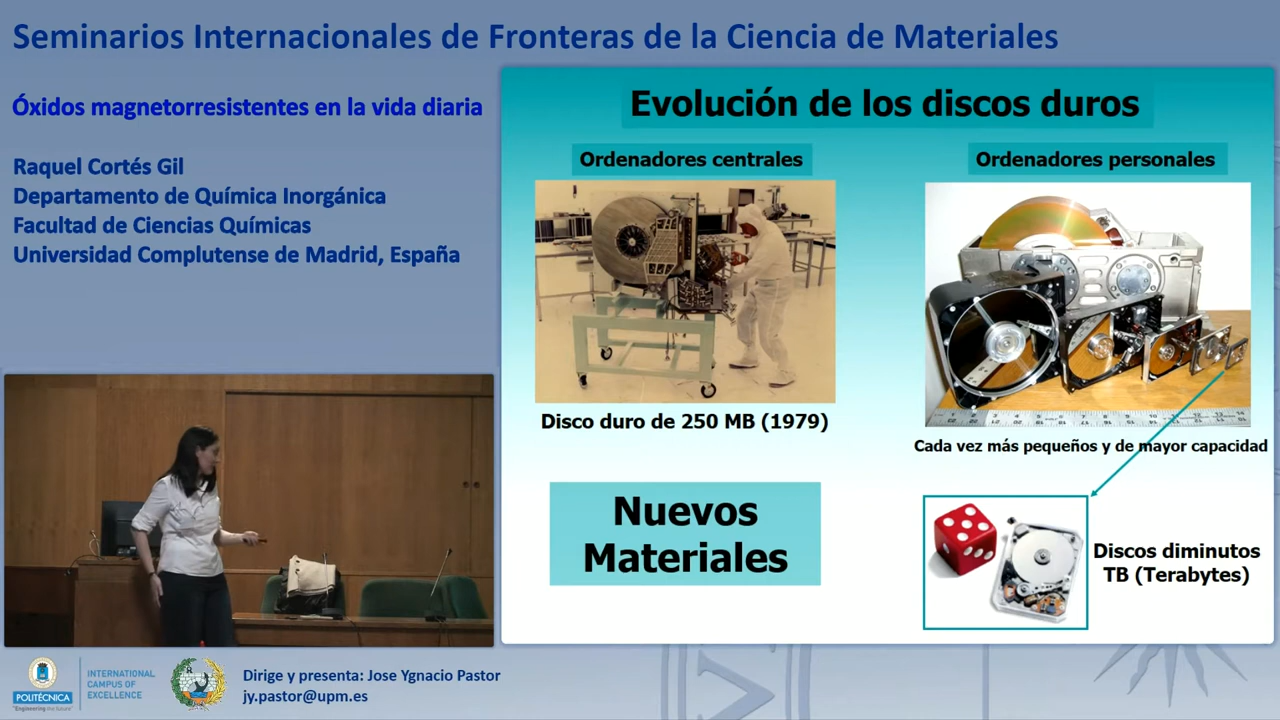 Seminarios Internacionales de Fronteras de la Ciencia de Materiales
Óxidos magnetorresistentes en la vida diaria
Raquel Cortés Gil
Departamento de Química Inorgánica
Facultad de Ciencias Químicas
Universidad Complutense de Madrid, España
Evolución de los discos duros
Ordenadores centrales
Ordenadores personales
Disco duro de 250 MB (1979)
Cada vez más pequeños y de mayor capacidad
Nuevos
Materiales
Discos diminutos
TB (Terabytes)
POLITÉCNICA
"Engineering the future"
INTERNATIONAL
CAMPUS OF
EXCELLENCE
Dirige y presenta: Jose Ygnacio Pastor
jy.pastor@upm.es